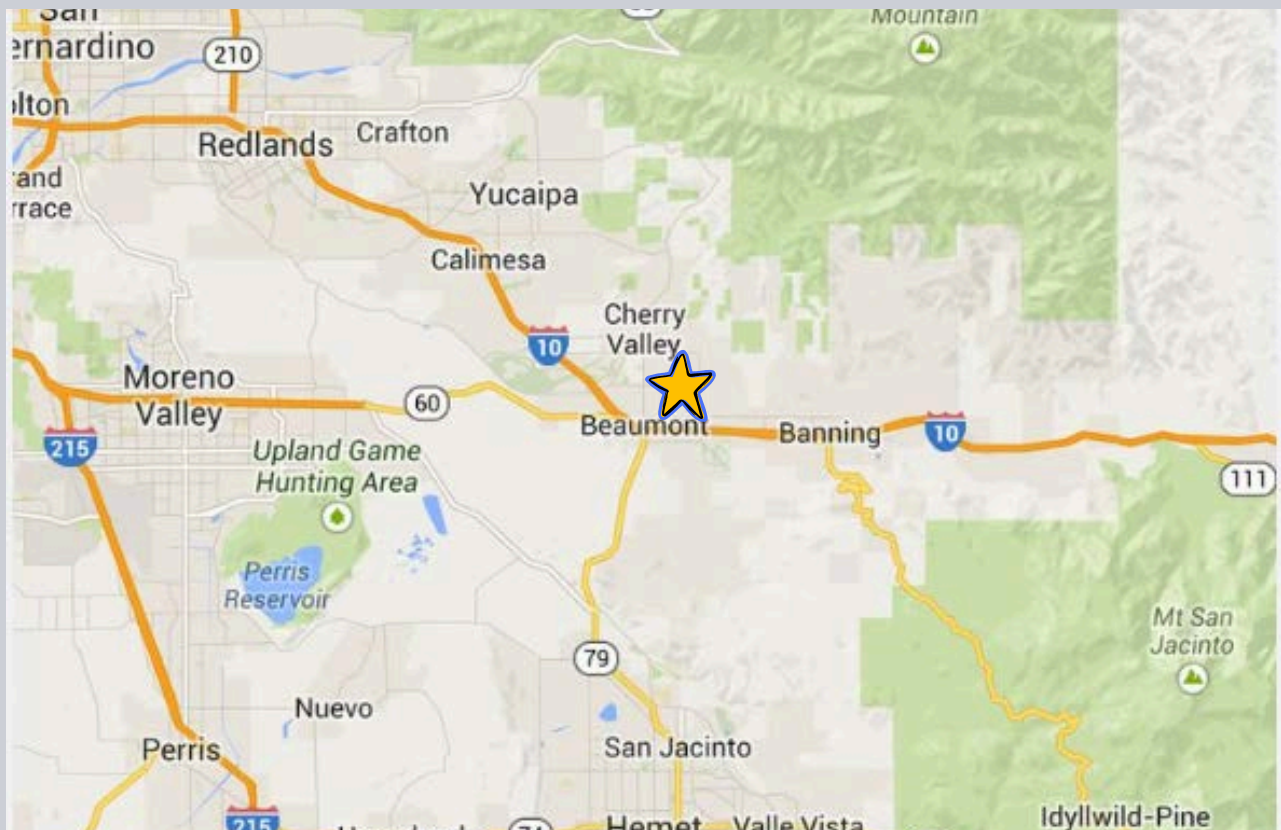 San
ernardino
210
Mountain
olton
Redlands
Crafton
rand
rrace
Yucaipa
Calimesa
Cherry
Valley
10
Moreno
Valley
60
Beaumont
Banning
10
215
Upland Game
Hunting Area
111
Perris
Reservoir
Mt San
Jacinto
79
Nuevo
San Jacinto
Perris
215
74
Hemet
Valle Vista
Idyllwild-Pine